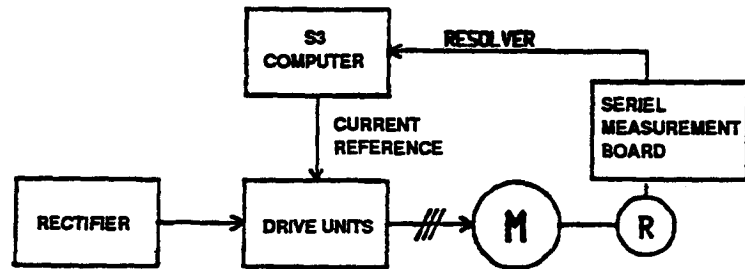 S3
COMPUTER
RESOLVER
SERIEL
MEASUREMENT
BOARD
CURRENT
REFERENCE
RECTIFIER
DRIVE UNITS
M
R